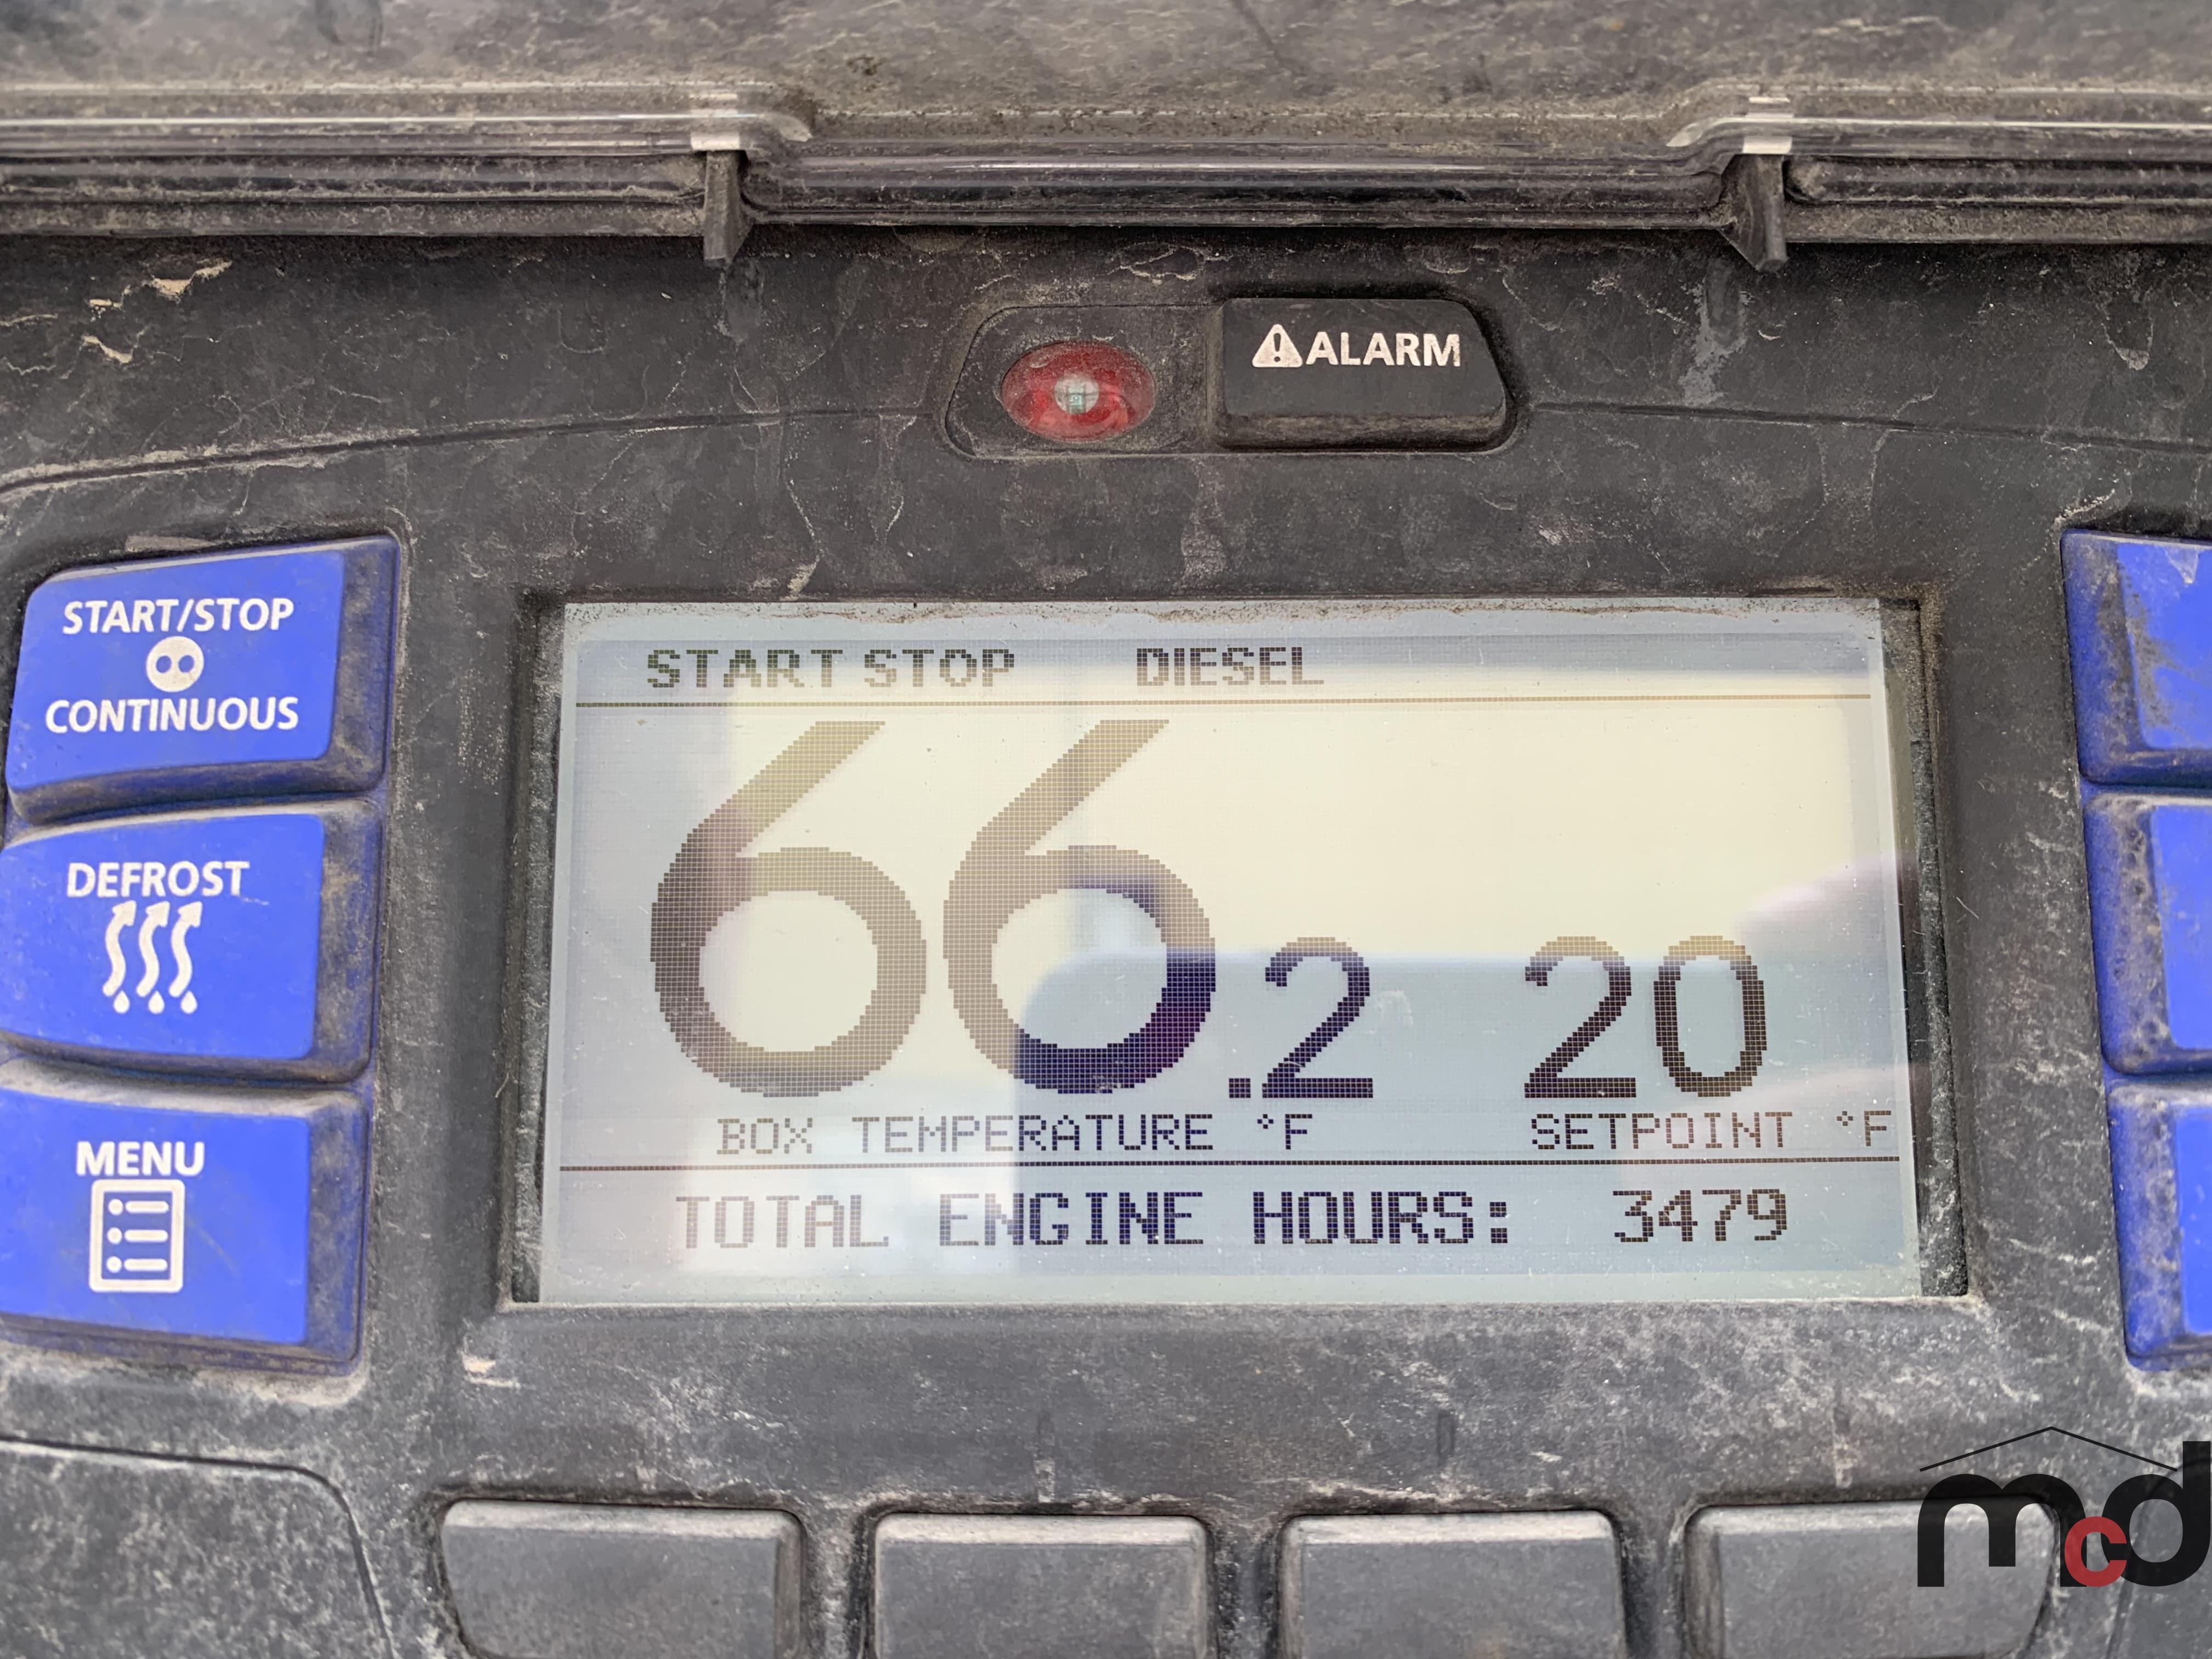 ALARM
START/STOP
CONTINUOUS
DEFROST
MENU
START STOP DIESEL
66.2 20
BOX TEMPERATURE °F SETPOINT °F
TOTAL ENGINE HOURS: 3479
mcd